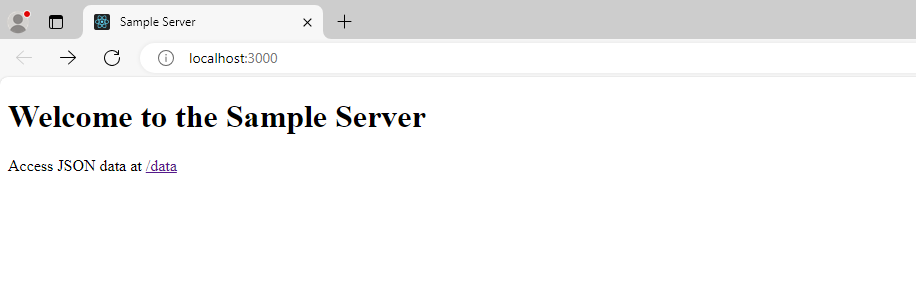 Sample Server
localhost:3000
Welcome to the Sample Server
Access JSON data at /data